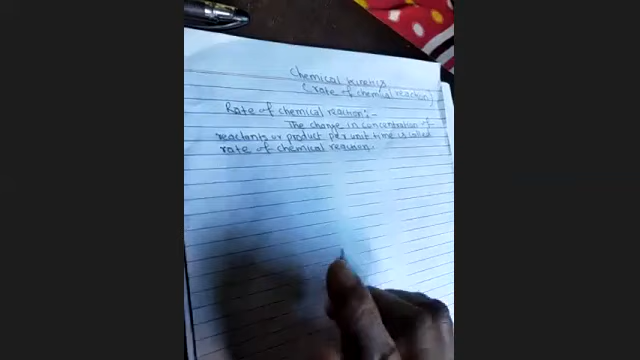 Chemical kinetix
(rate of chemical reaction)
Rate of chemical reaction:-
The change in concentration of
reactants or product per unit time is called
rate of chemical reaction.